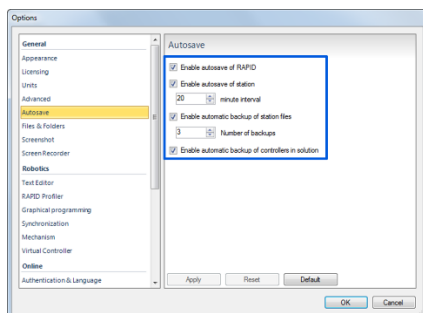 Options
General
Appearance
Licensing
Units
Advanced
Autosave
Files & Folders
Screenshot
Screen Recorder
Robotics
Text Editor
RAPID Profiler
Graphical programming
Synchronization
Mechanism
Virtual Controller
Online
Authentication & Language
Autosave
Enable autosave of RAPID
Enable autosave of station
20 minute interval
Enable automatic backup of station files
3 Number of backups
Enable automatic backup of controllers in solution
Apply Reset Default
OK Cancel